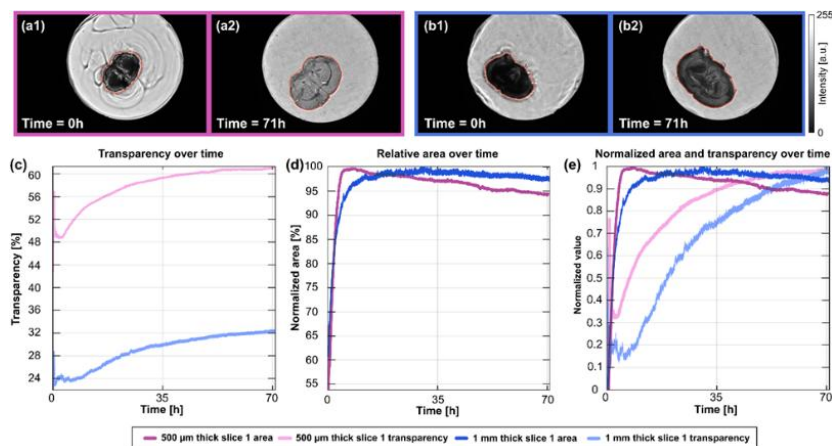 (a1) (a2) (b1) (b2) 255
Intensity [a.u.]
Time = 0h Time = 71h Time = 0h Time = 71h 0
(c) Transparency over time (d) Relative area over time (e) Normalized area and transparency over time
Transparency [%]
60
56
52
48
44
40
36
32
28
24
0 35 70
Time [h]
Normalized area [%]
100
95
90
85
80
75
70
65
60
55
0 35 70
Time [h]
Normalized value
1
0.9
0.8
0.7
0.6
0.5
0.4
0.3
0.2
0.1
0
0 35 70
Time [h]
500 µm thick slice 1 area 500 µm thick slice 1 transparency 1 mm thick slice 1 area 1 mm thick slice 1 transparency